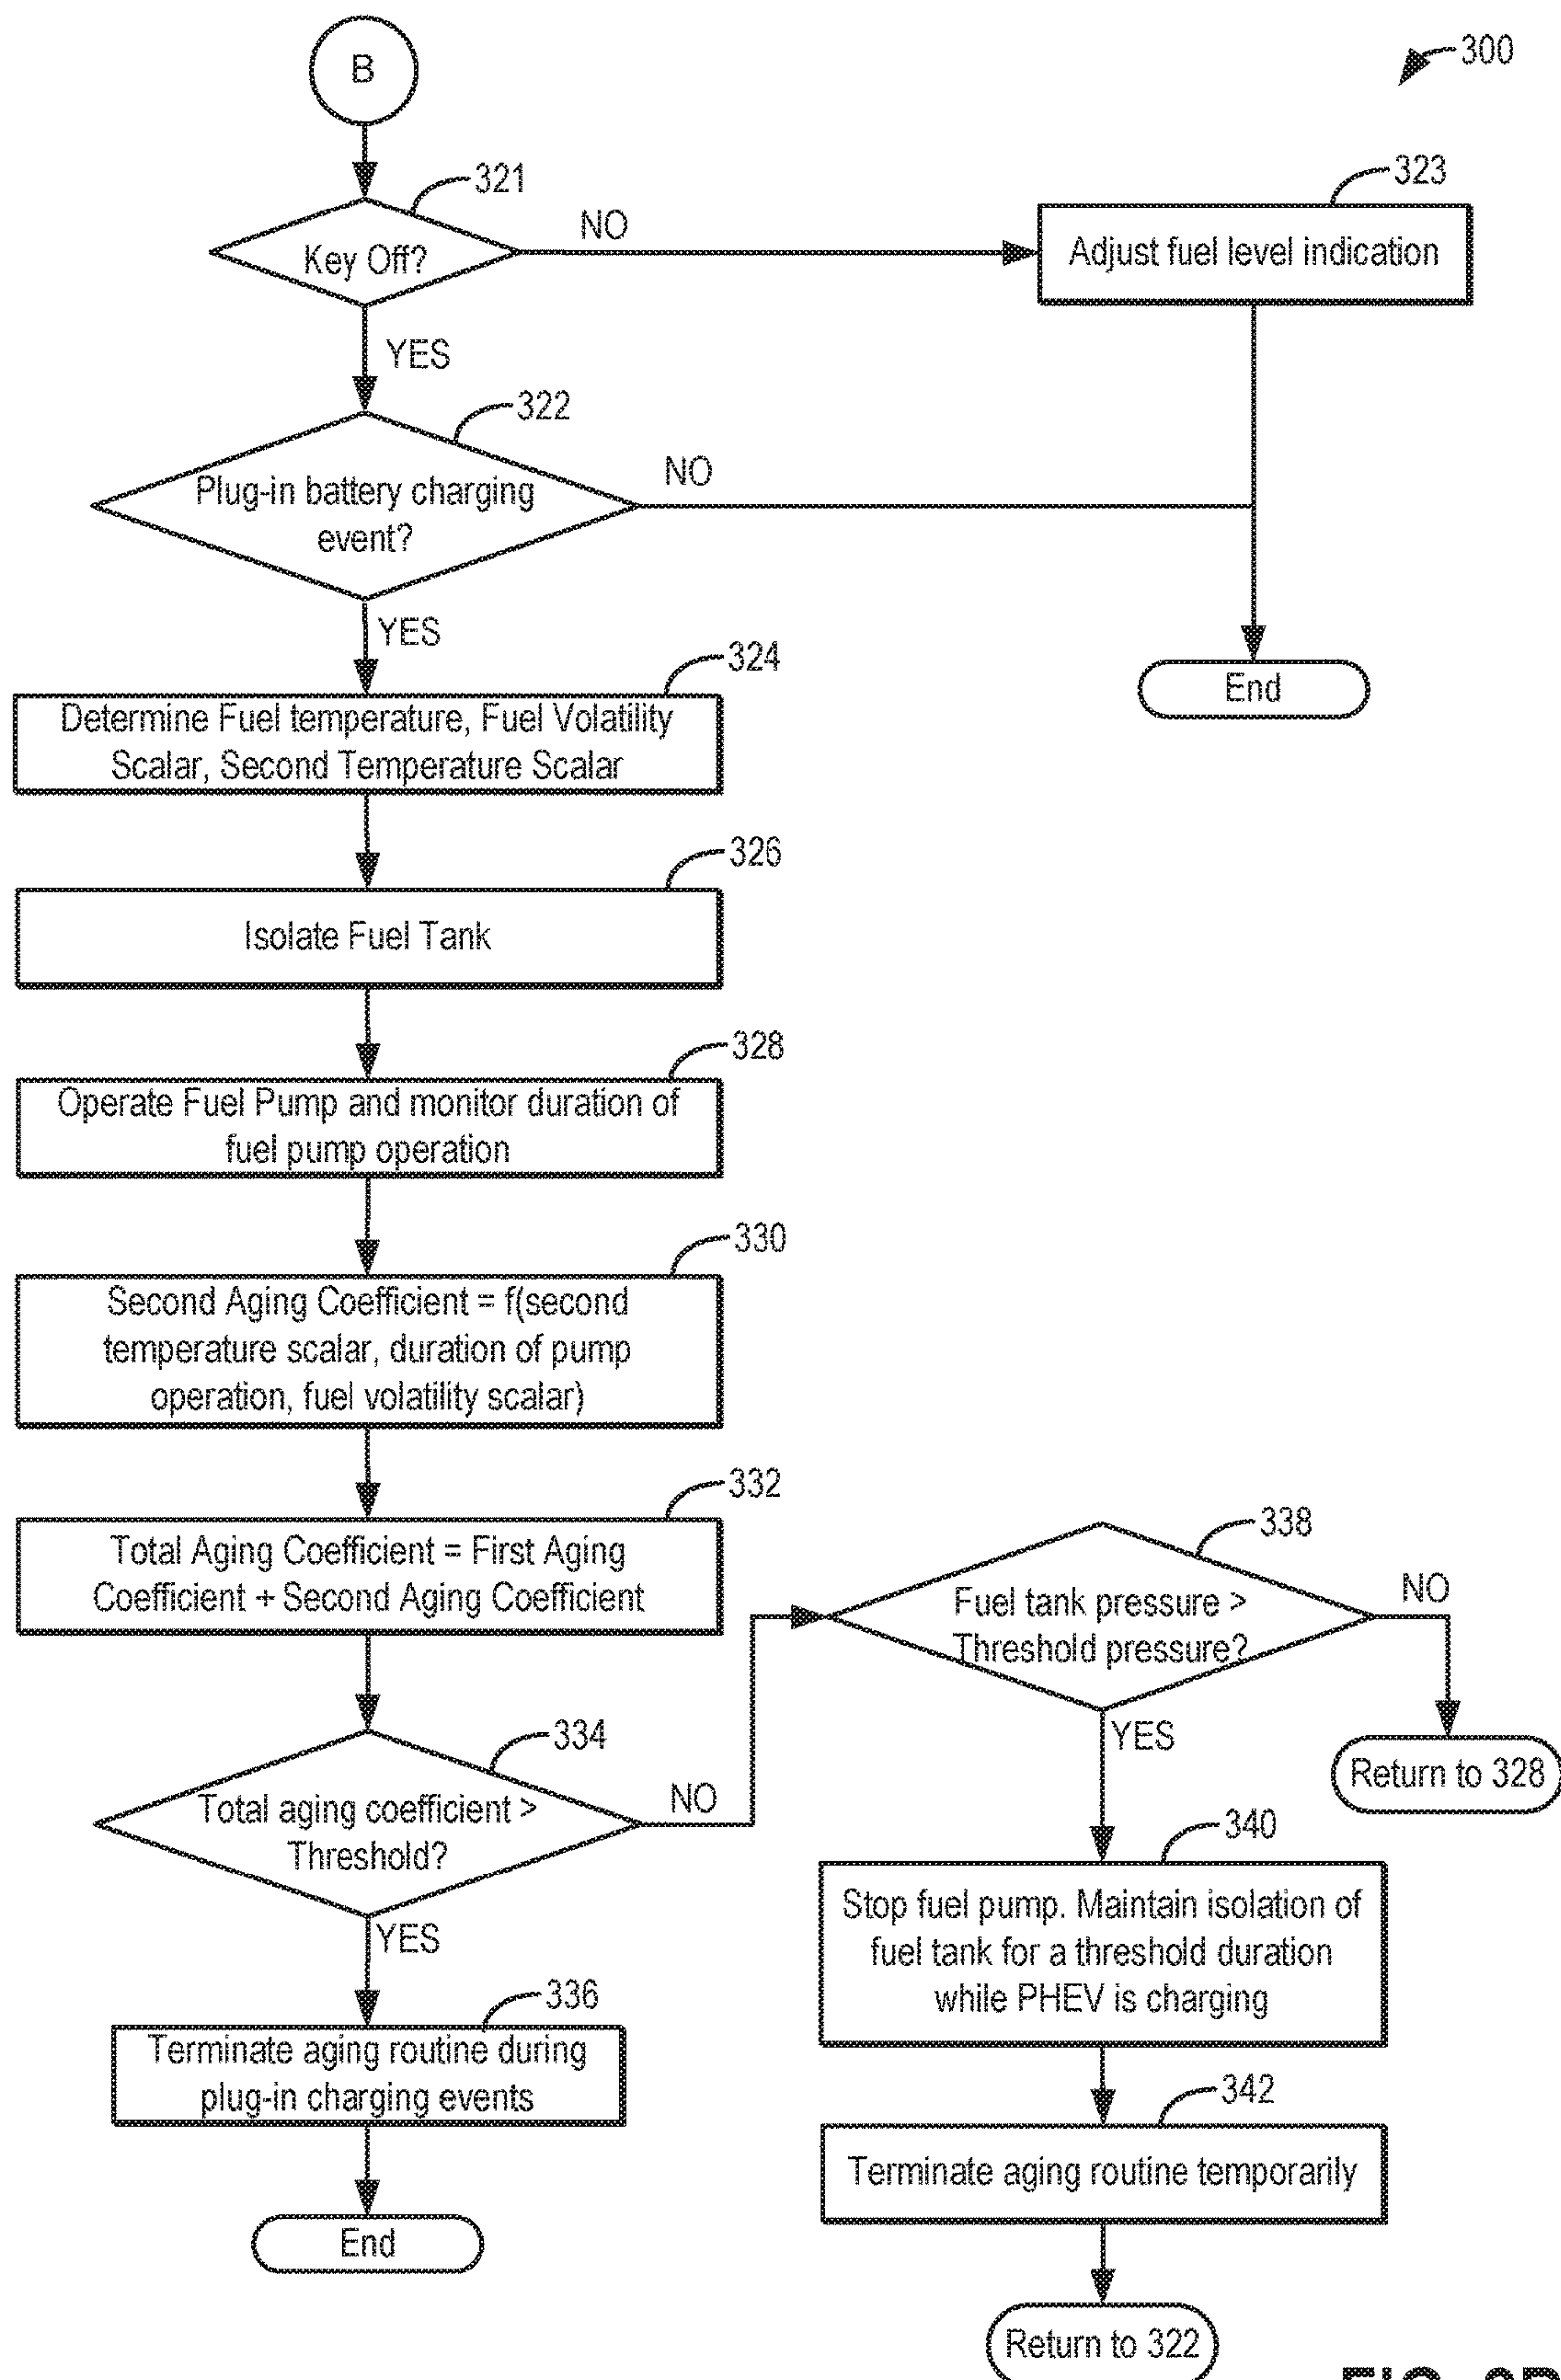 B
300
321
Key Off?
NO
323
Adjust fuel level indication
YES
322
Plug-in battery charging
event?
NO
YES
End
324
Determine Fuel temperature, Fuel Volatility
Scalar, Second Temperature Scalar
326
Isolate Fuel Tank
328
Operate Fuel Pump and monitor duration of
fuel pump operation
330
Second Aging Coefficient = f(second
temperature scalar, duration of pump
operation, fuel volatility scalar)
332
Total Aging Coefficient = First Aging
Coefficient + Second Aging Coefficient
334
Total aging coefficient >
Threshold?
NO
YES
336
Terminate aging routine during
plug-in charging events
End
338
Fuel tank pressure >
Threshold pressure?
NO
Return to 328
YES
340
Stop fuel pump. Maintain isolation of
fuel tank for a threshold duration
while PHEV is charging
342
Terminate aging routine temporarily
Return to 322